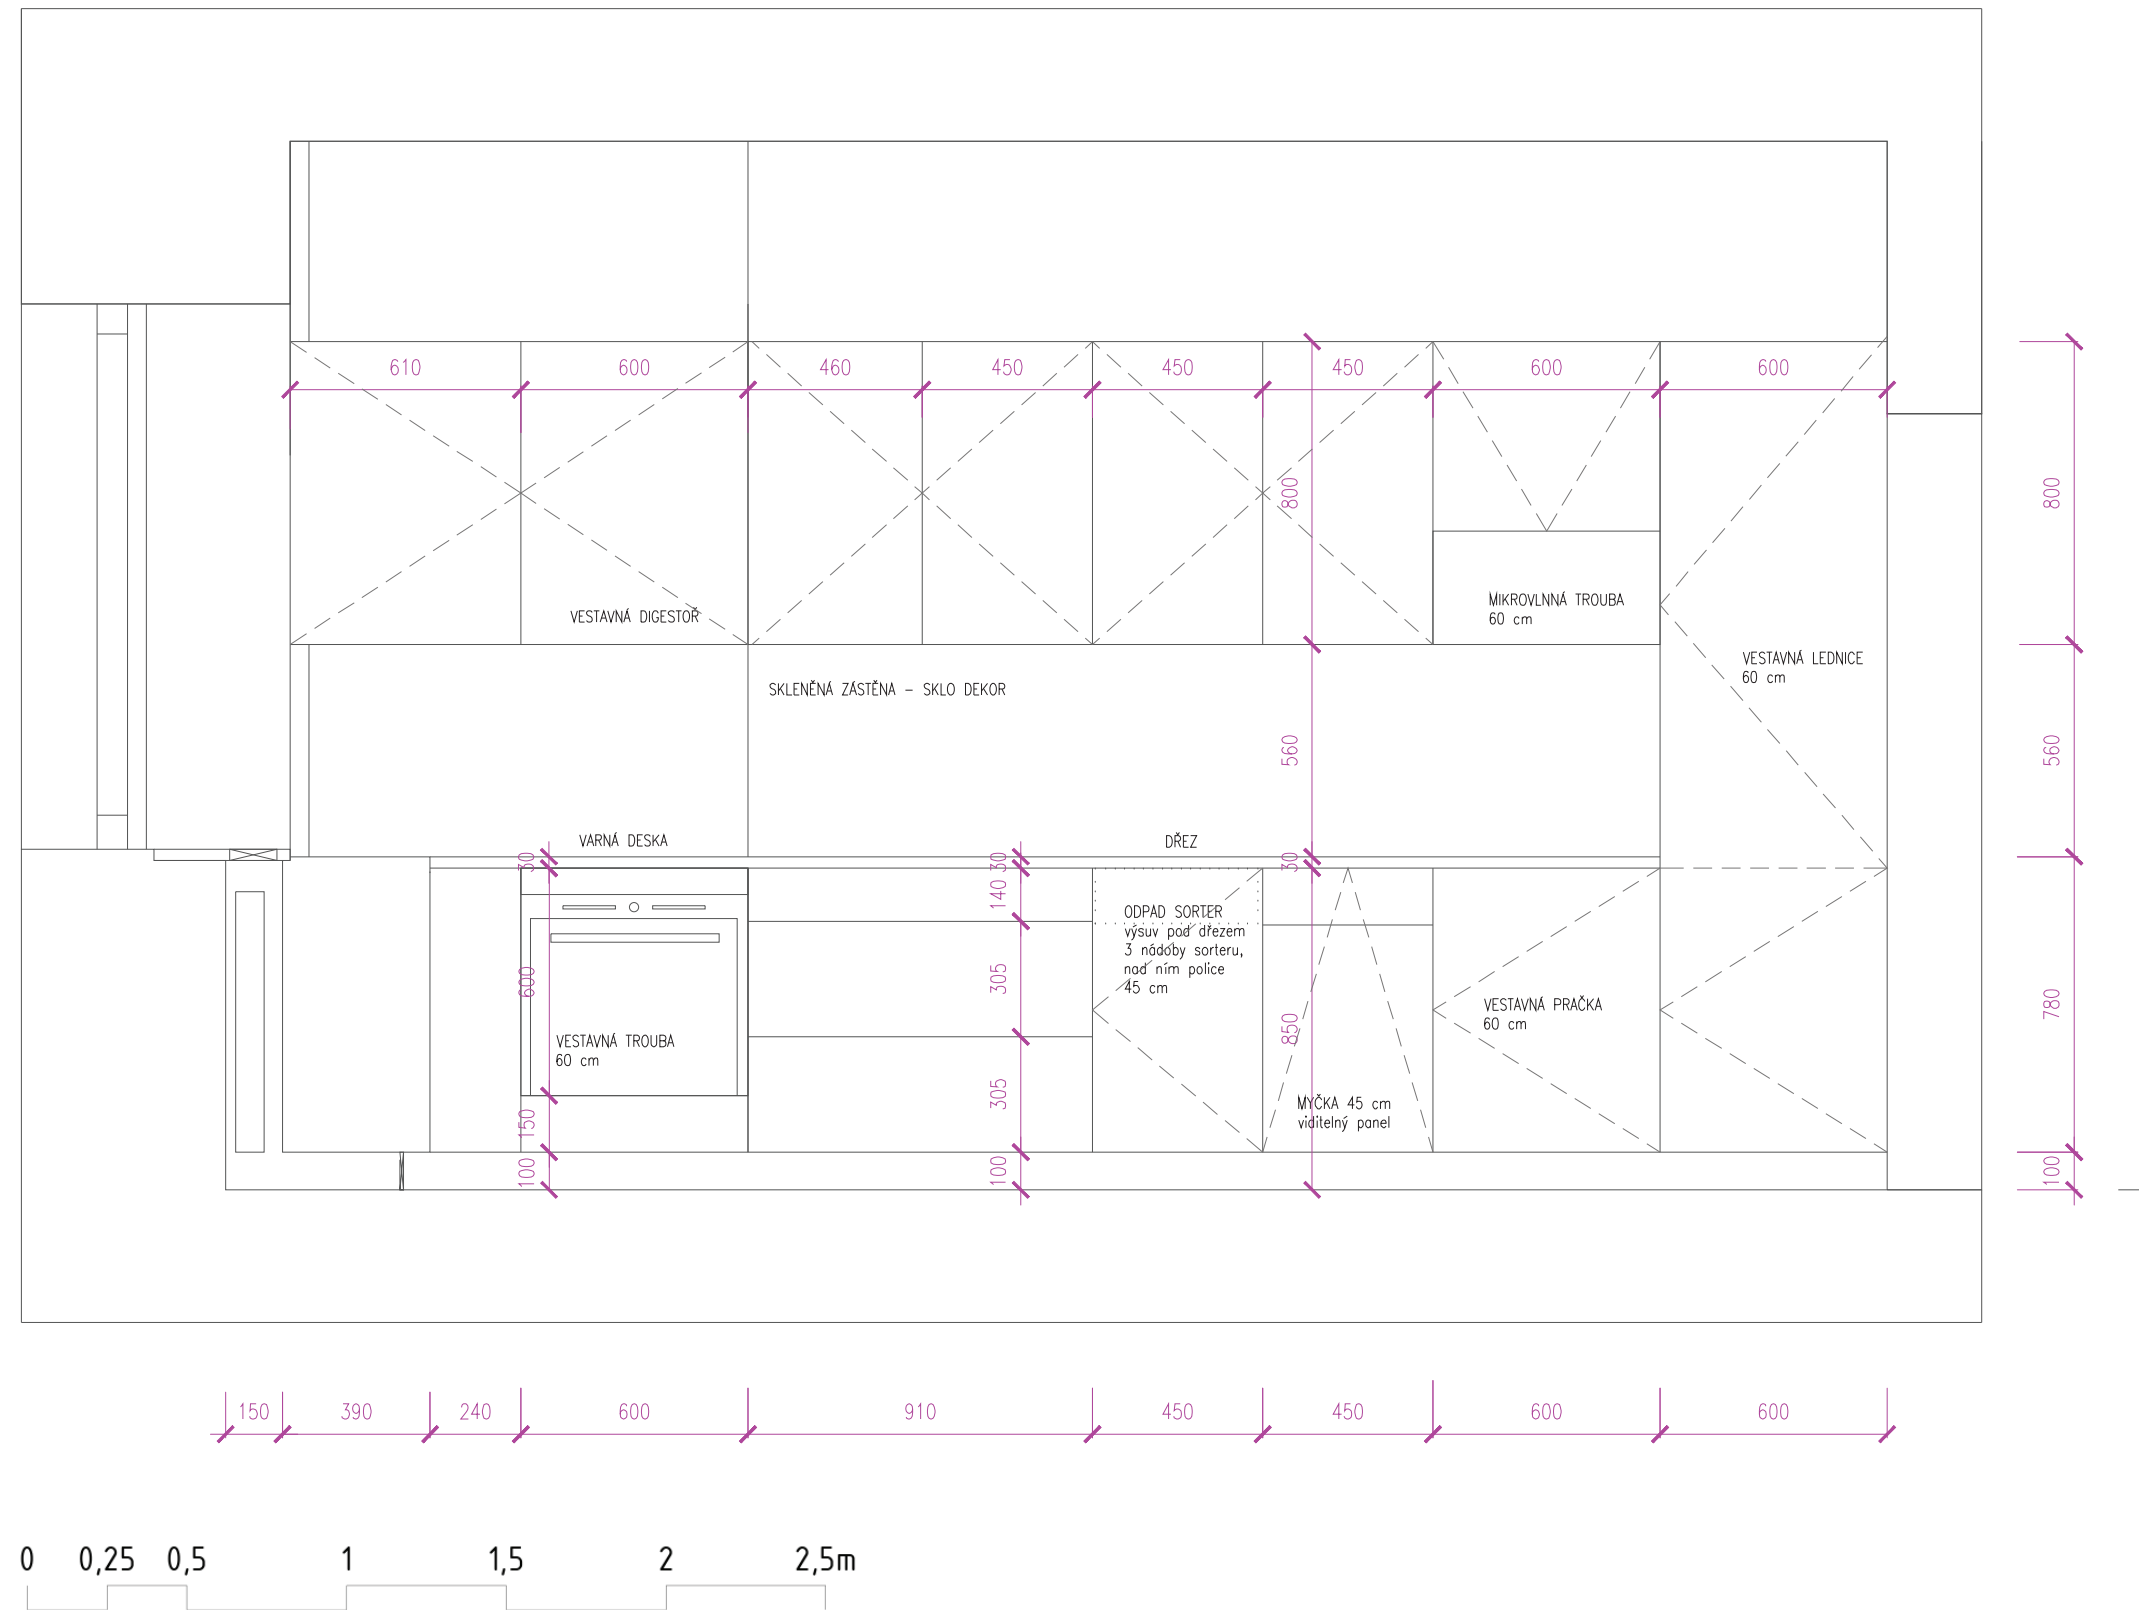 610 600 460 450 450 450 600 600
800
800
VESTAVNÁ DIGESTOŘ
MIKROVLNNÁ TROUBA
60 cm
VESTAVNÁ LEDNICE
60 cm
SKLENĚNÁ ZÁSTĚNA – SKLO DEKOR
560
560
VARNÁ DESKA
DŘEZ
30
30
30
140
ODPAD SORTER
výsuv pod dřezem
3 nádoby sorteru,
nad ním police
45 cm
600
305
850
780
VESTAVNÁ PRAČKA
60 cm
VESTAVNÁ TROUBA
60 cm
305
150
MYČKA 45 cm
viditelný panel
100
100
100
150 390 240 600 910 450 450 600 600
0 0,25 0,5 1 1,5 2 2,5m